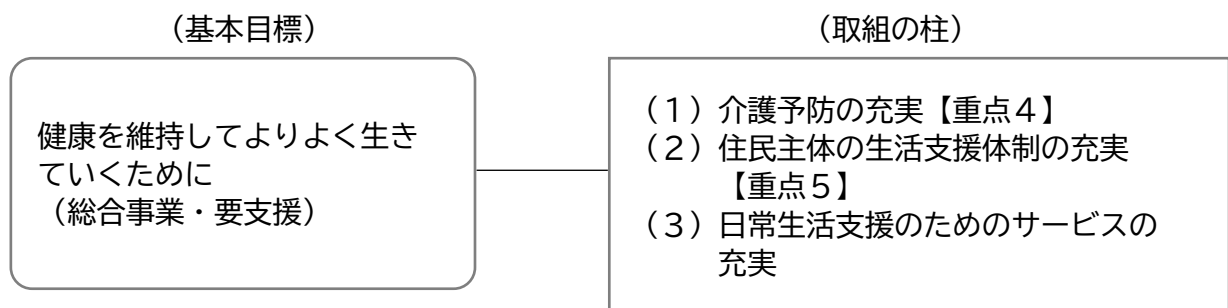 （基本目標）
健康を維持してよりよく生き
ていくために
（総合事業・要支援）
（取組の柱）
（１）介護予防の充実【重点４】
（２）住民主体の生活支援体制の充実
【重点５】
（３）日常生活支援のためのサービスの
充実